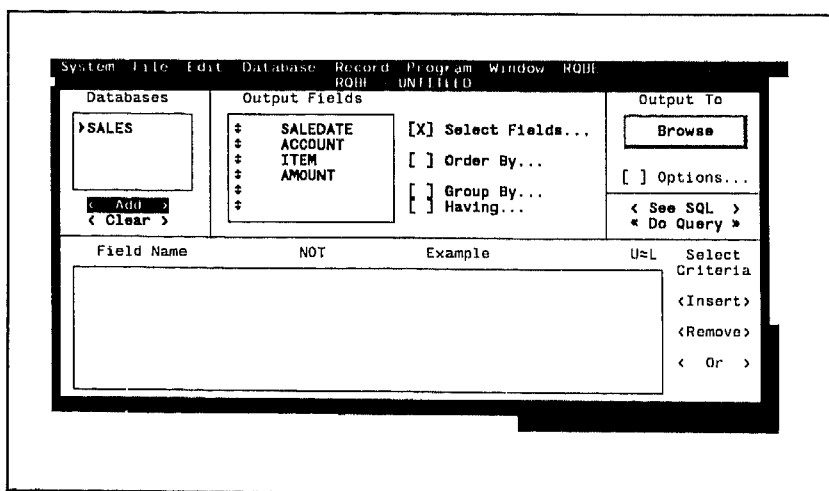 System File Edit Database Record Program Window RQBE
RQBE - UNTITLED
Databases
SALES
< Add >
< Clear >
Output Fields
SALEDATE
ACCOUNT
ITEM
AMOUNT
[X] Select Fields...
[ ] Order By...
[ ] Group By...
[ ] Having...
Output To
Browse
[ ] Options...
< See SQL >
« Do Query »
Field Name NOT Example U≈L Select Criteria
<Insert>
<Remove>
< Or >